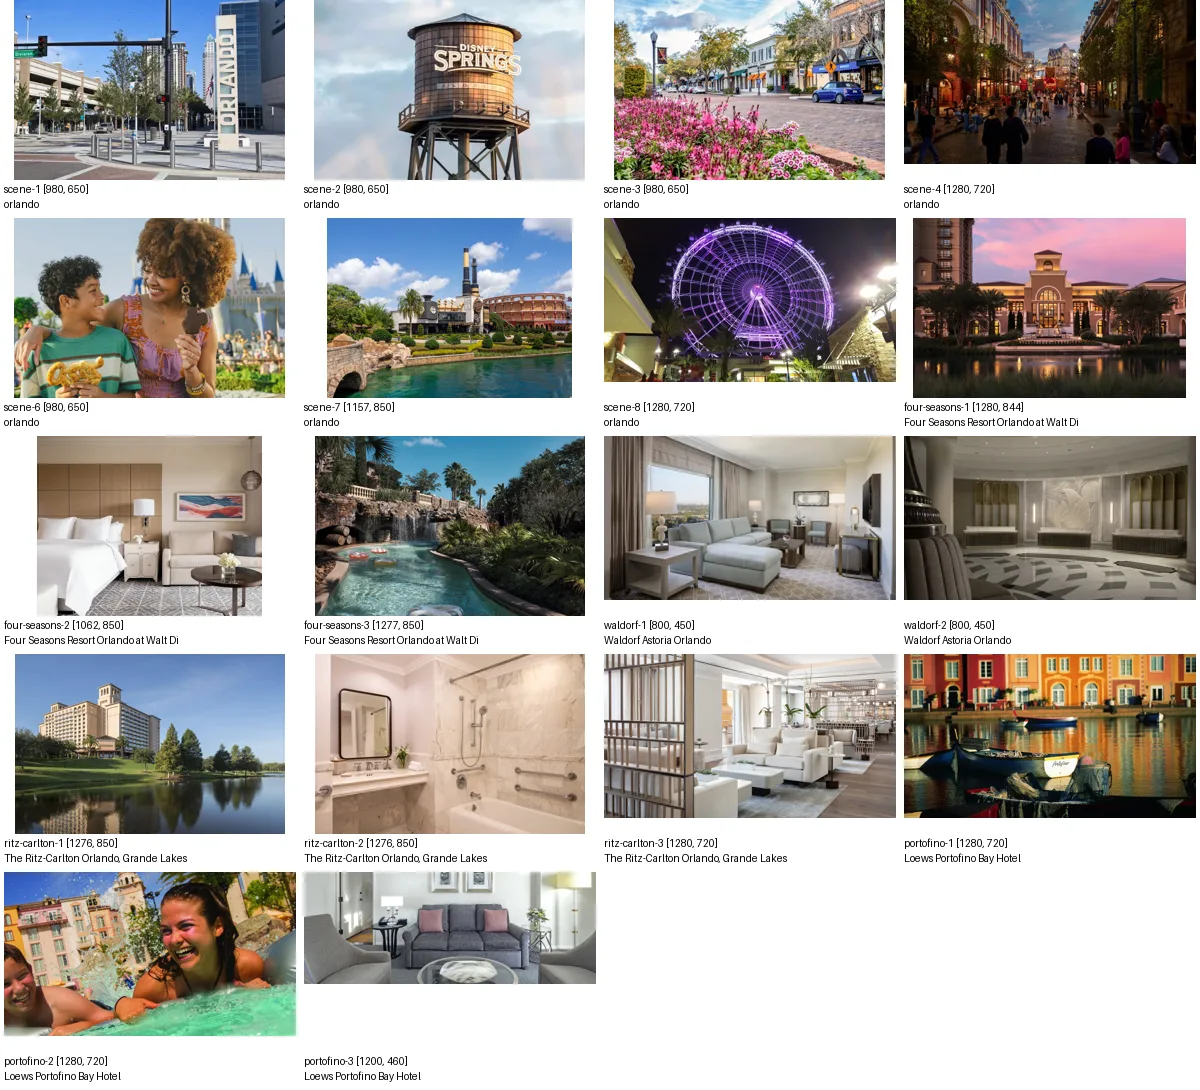 ORLANDO
DISNEY
SPRINGS
scene-1 [980, 650]
orlando
scene-2 [980, 650]
orlando
scene-3 [980, 650]
orlando
scene-4 [1280, 720]
orlando
scene-6 [980, 650]
orlando
scene-7 [1157, 850]
orlando
scene-8 [1280, 720]
orlando
four-seasons-1 [1280, 844]
Four Seasons Resort Orlando at Walt Di
four-seasons-2 [1062, 850]
Four Seasons Resort Orlando at Walt Di
four-seasons-3 [1277, 850]
Four Seasons Resort Orlando at Walt Di
waldorf-1 [800, 450]
Waldorf Astoria Orlando
waldorf-2 [800, 450]
Waldorf Astoria Orlando
ritz-carlton-1 [1276, 850]
The Ritz-Carlton Orlando, Grande Lakes
ritz-carlton-2 [1276, 850]
The Ritz-Carlton Orlando, Grande Lakes
ritz-carlton-3 [1280, 720]
The Ritz-Carlton Orlando, Grande Lakes
portofino-1 [1280, 720]
Loews Portofino Bay Hotel
portofino-2 [1280, 720]
Loews Portofino Bay Hotel
portofino-3 [1200, 460]
Loews Portofino Bay Hotel